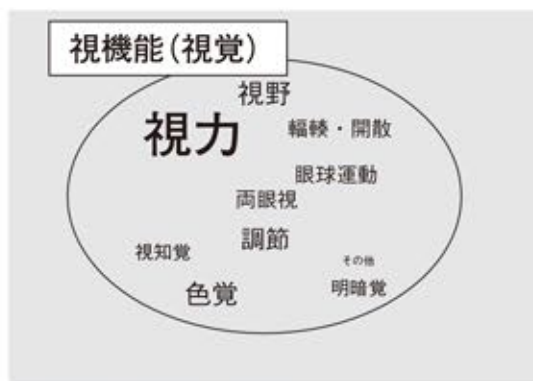 視機能(視覚)
視野
視力
輻輳・開散
眼球運動
両眼視
調節
視知覚
その他
色覚
明暗覚